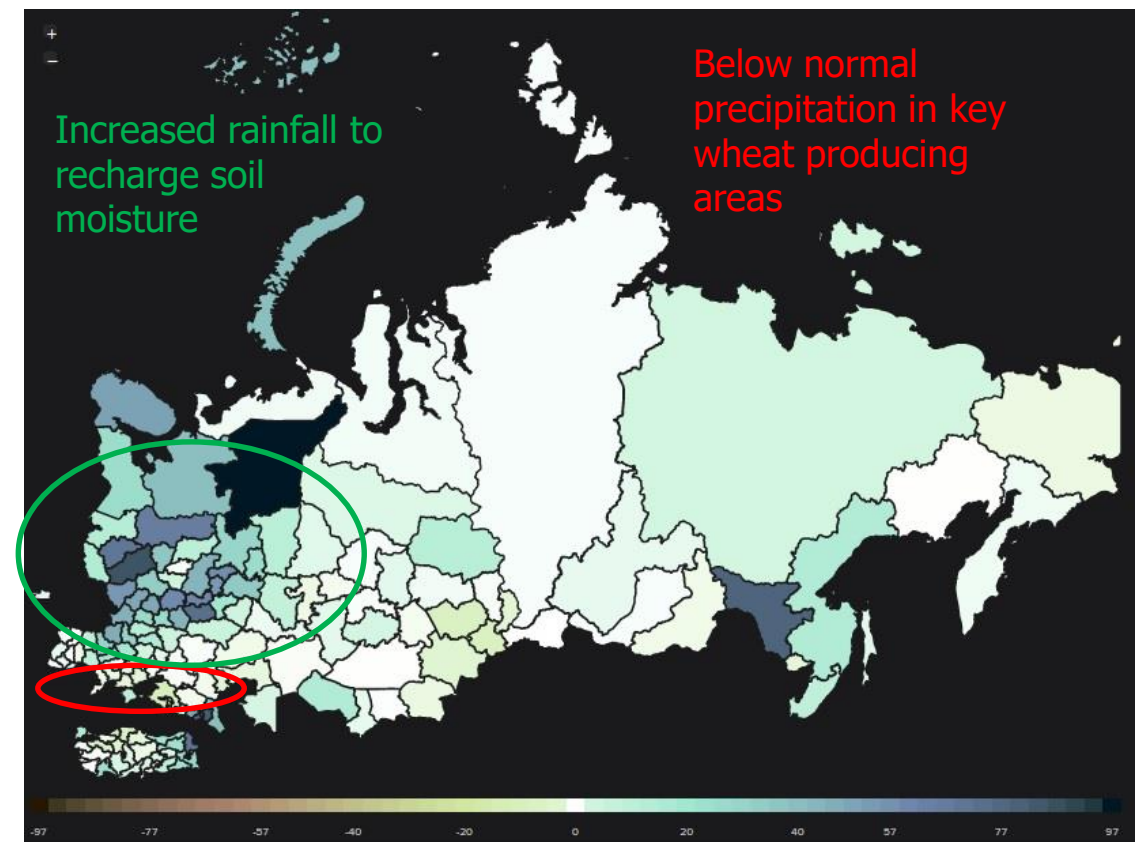 +
−
Increased rainfall to
recharge soil
moisture
Below normal
precipitation in key
wheat producing
areas
-97 -77 -57 -40 -20 0 20 40 57 77 97